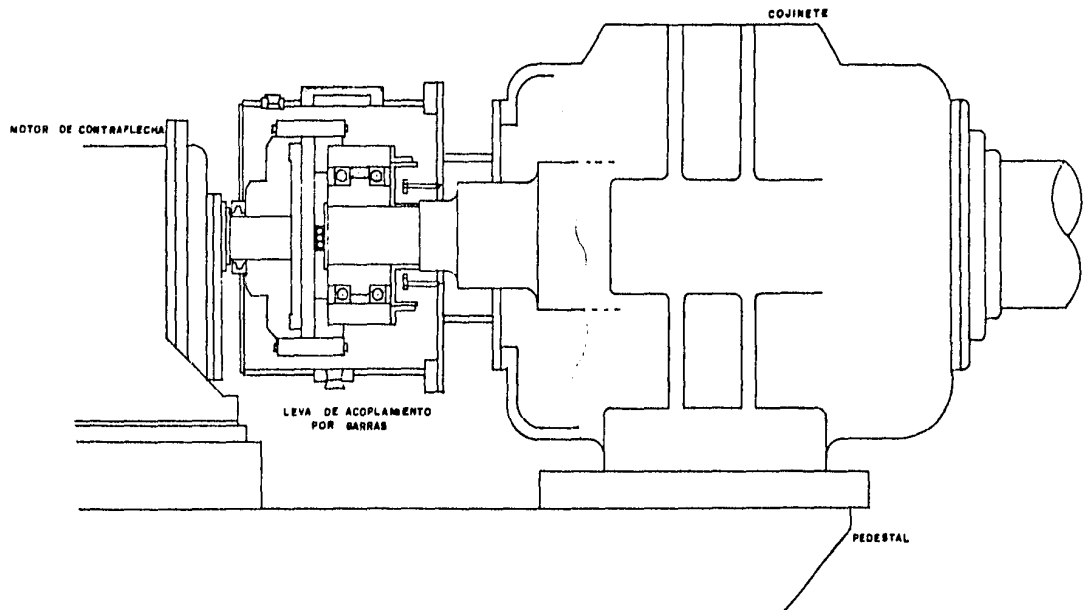 COJINETE
MOTOR DE CONTRAFLECHA
LEVA DE ACOPLAMIENTO
POR GARRAS
PEDESTAL